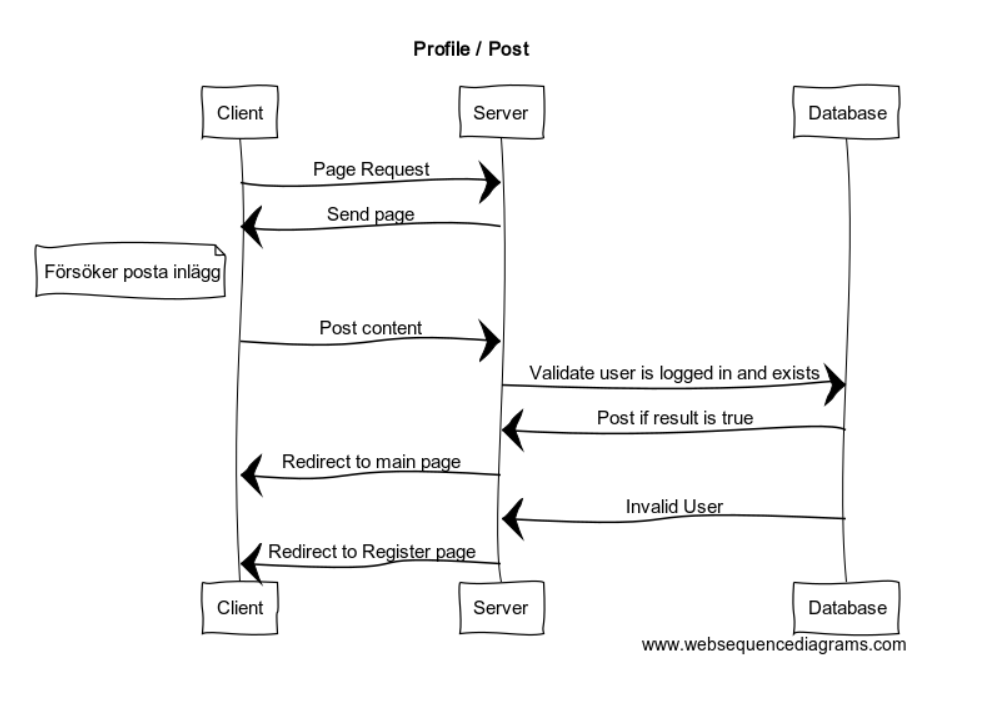 Profile / Post
Client
Server
Database
Page Request
Send page
Försöker posta inlägg
Post content
Validate user is logged in and exists
Post if result is true
Redirect to main page
Invalid User
Redirect to Register page
Client
Server
Database
www.websequencediagrams.com